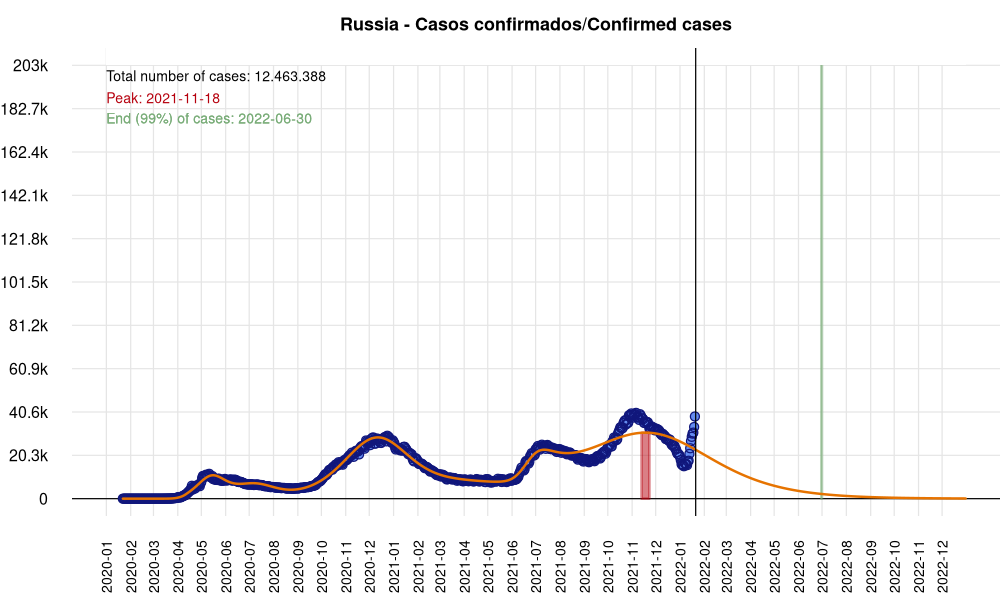 Russia - Casos confirmados/Confirmed cases
203k
Total number of cases: 12.463.388
Peak: 2021-11-18
182.7k
End (99%) of cases: 2022-06-30
162.4k
142.1k
121.8k
101.5k
81.2k
60.9k
40.6k
20.3k
0
2020-01
2020-02
2020-03
2020-04
2020-05
2020-06
2020-07
2020-08
2020-09
2020-10
2020-11
2020-12
2021-01
2021-02
2021-03
2021-04
2021-05
2021-06
2021-07
2021-08
2021-09
2021-10
2021-11
2021-12
2022-01
2022-02
2022-03
2022-04
2022-05
2022-06
2022-07
2022-08
2022-09
2022-10
2022-11
2022-12